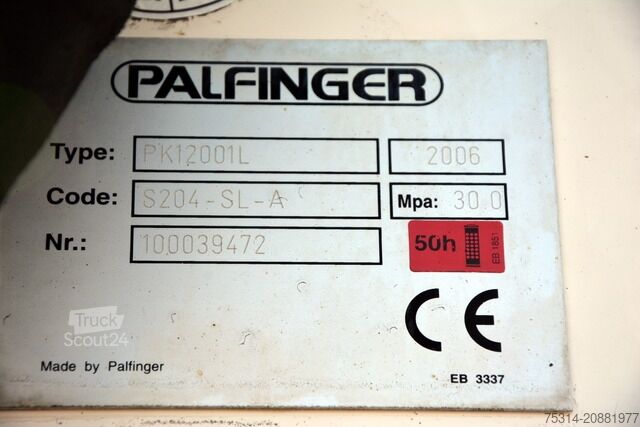 PALFINGER
Type: PK12001L 2006
Code: S204-SL-A Mpa: 30.0
Nr.: 100039472
50h EB 1851
CE
Truck
Scout24
Made by Palfinger
EB 3337
75314-20881977